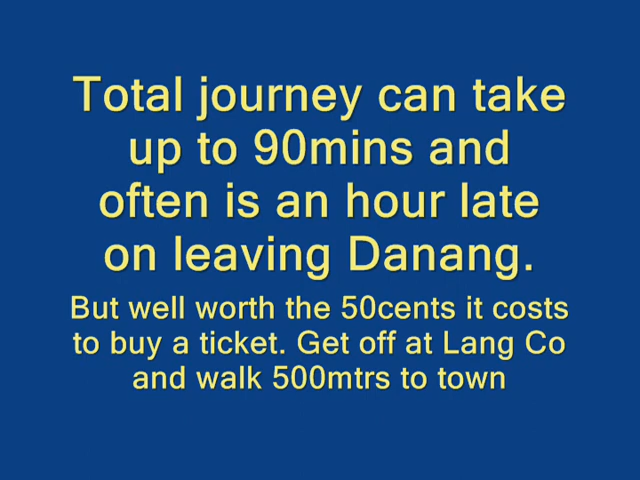 Total journey can take
up to 90mins and
often is an hour late
on leaving Danang.
But well worth the 50cents it costs
to buy a ticket. Get off at Lang Co
and walk 500mtrs to town